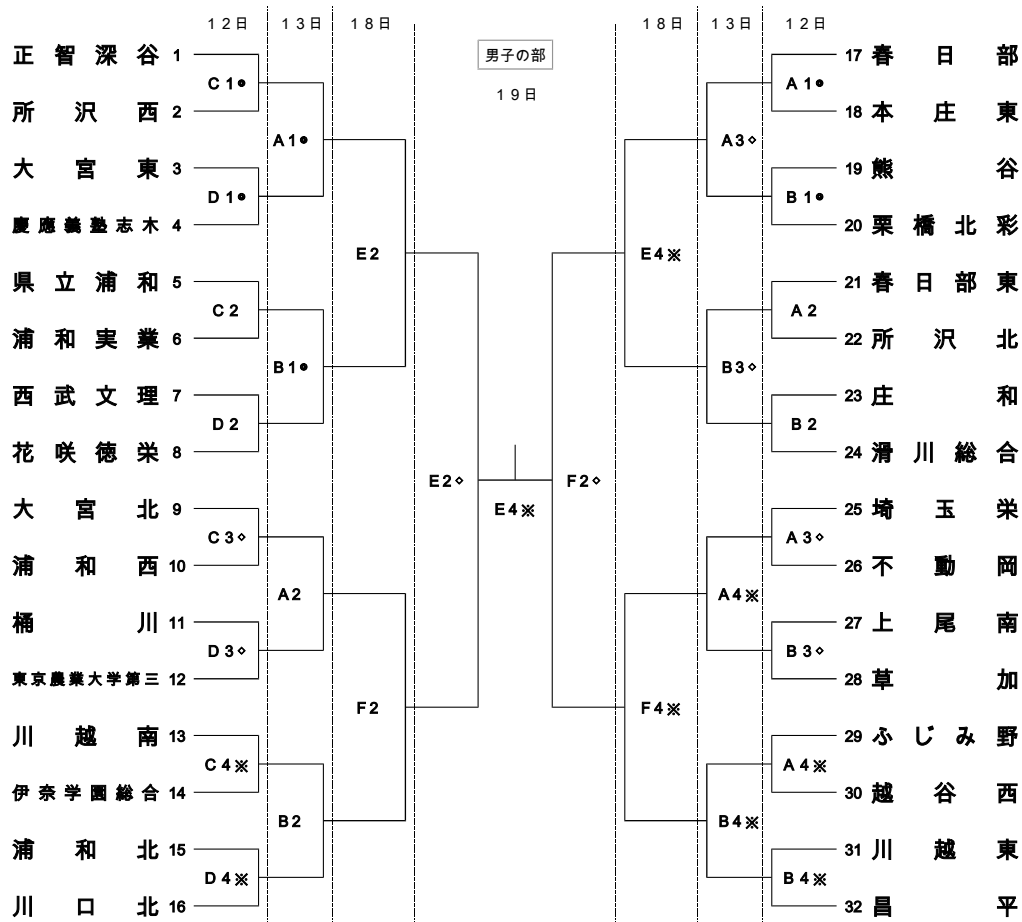 12日 13日 18日 18日 13日 12日
男子の部
19日
正智深谷 1
C1●
所沢西 2
A1●
大宮東 3
D1●
慶應義塾志木 4
E2
県立浦和 5
C2
浦和実業 6
B1●
西武文理 7
D2
花咲徳栄 8
E2◇
大宮北 9
C3◇
浦和西 10
A2
桶川 11
D3◇
東京農業大学第三 12
F2
川越南 13
C4※
伊奈学園総合 14
B2
浦和北 15
D4※
川口北 16
E4※
17 春日部
A1●
18 本庄東
A3◇
19 熊谷
B1●
20 栗橋北彩
E4※
21 春日部東
A2
22 所沢北
B3◇
23 庄和
B2
24 滑川総合
F2◇
25 埼玉栄
A3◇
26 不動岡
A4※
27 上尾南
B3◇
28 草加
F4※
29 ふじみ野
A4※
30 越谷西
B4※
31 川越東
B4※
32 昌平